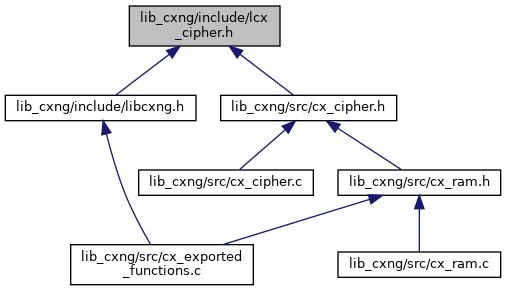 lib_cxng/include/lcx
_cipher.h
lib_cxng/include/libcxng.h
lib_cxng/src/cx_cipher.h
lib_cxng/src/cx_cipher.c
lib_cxng/src/cx_ram.h
lib_cxng/src/cx_exported
_functions.c
lib_cxng/src/cx_ram.c